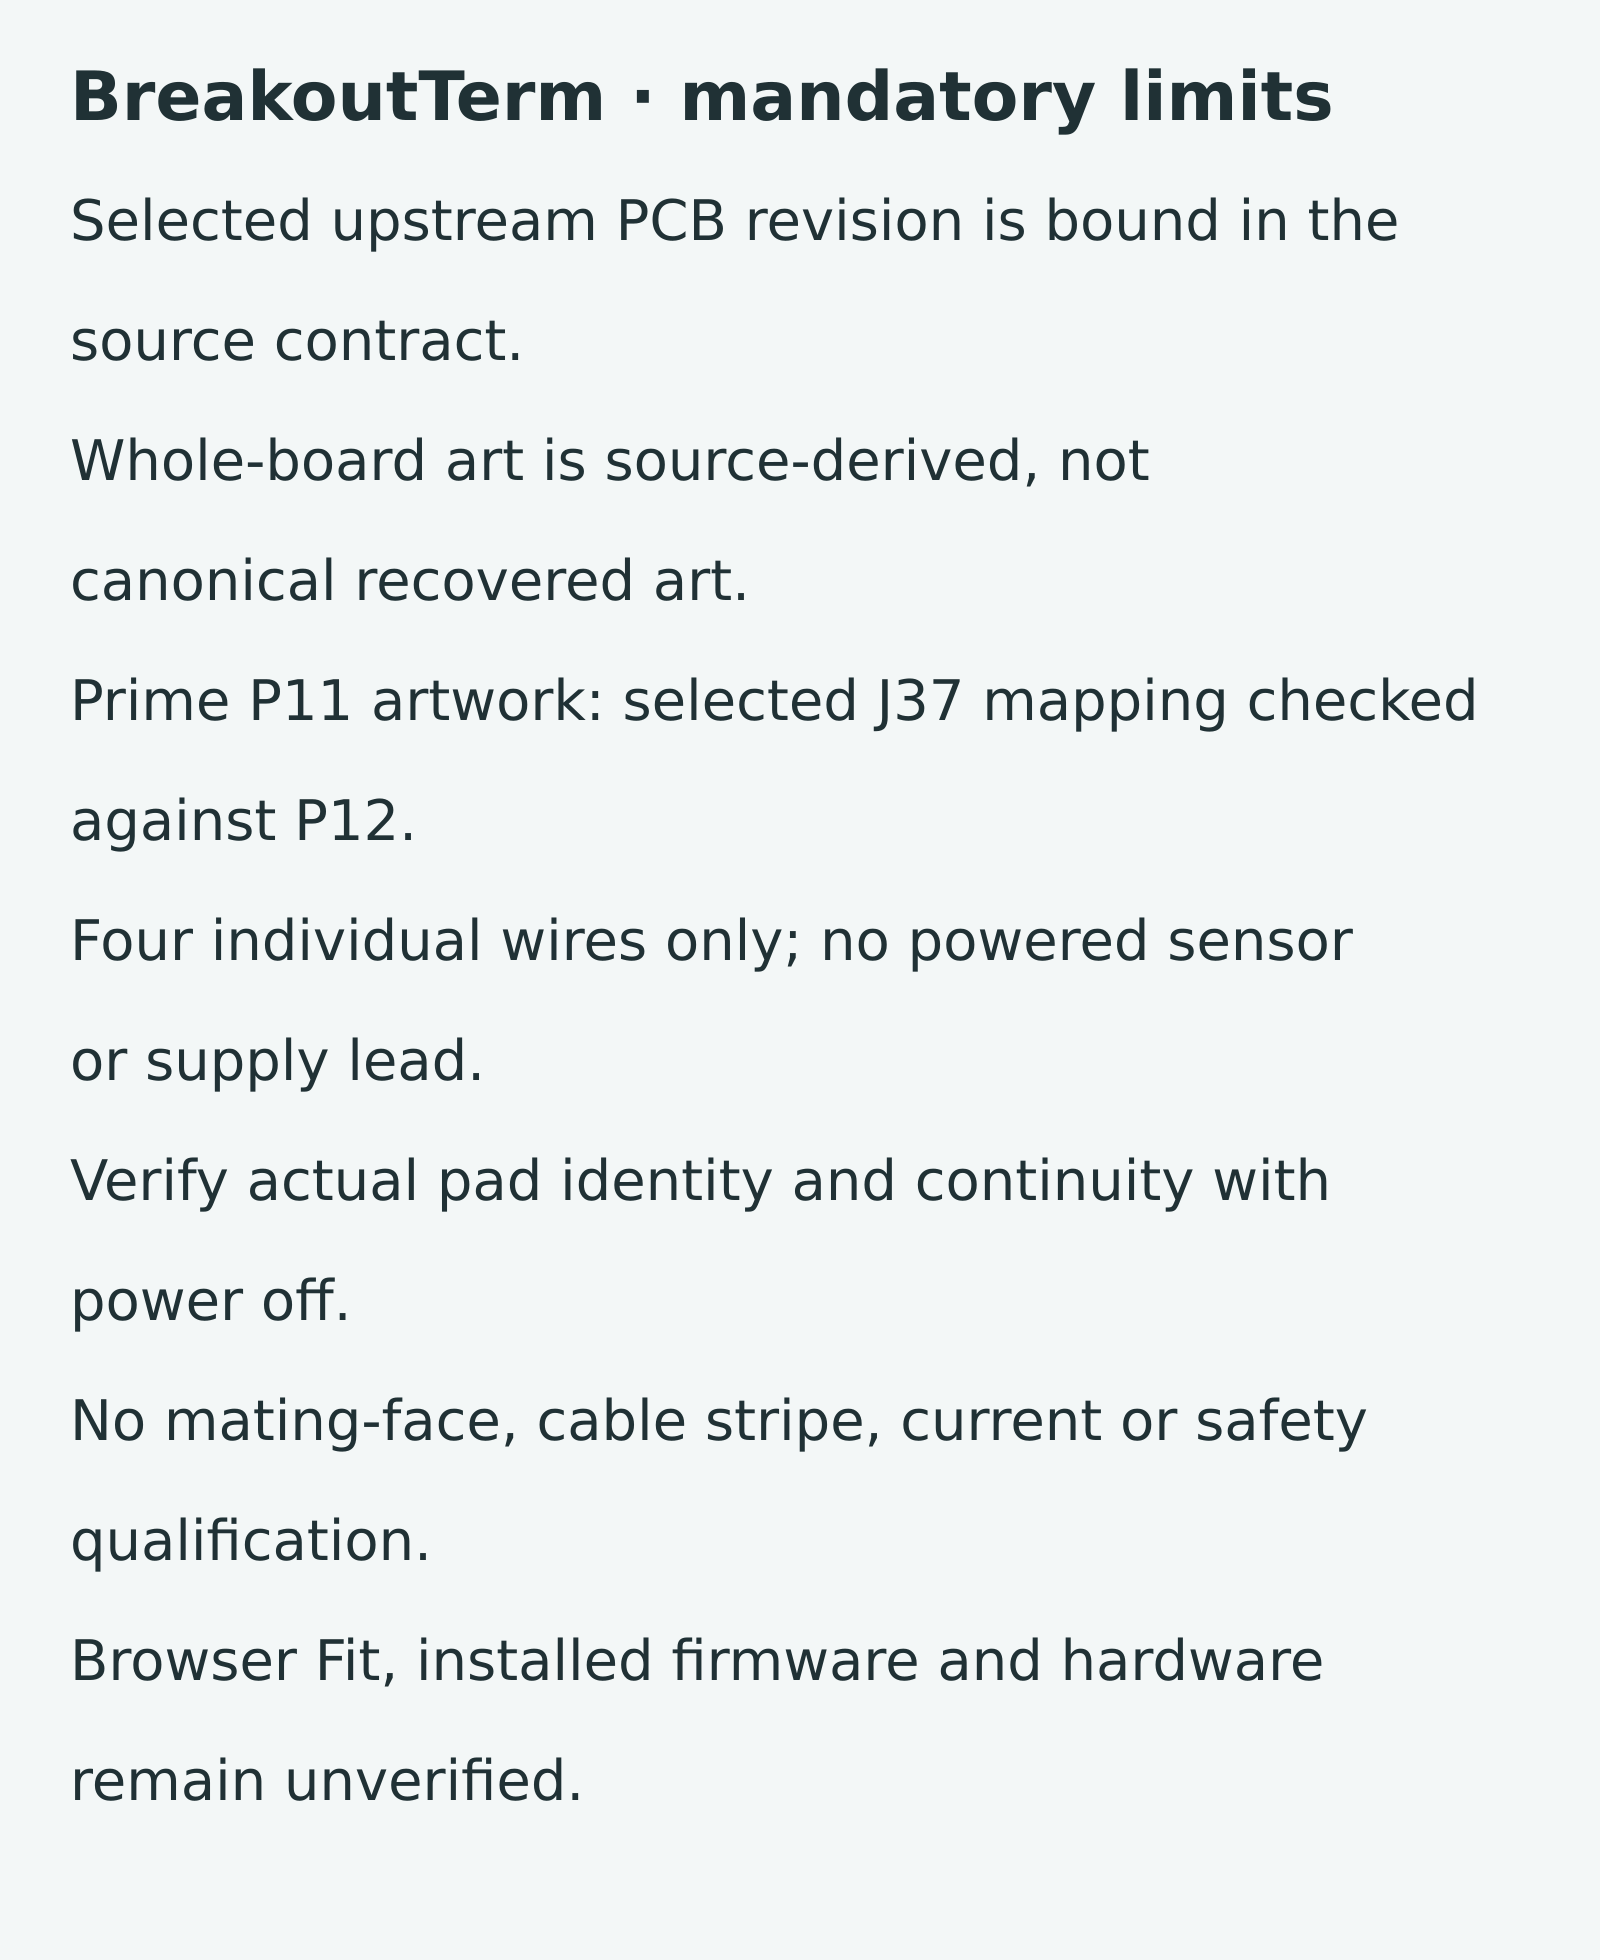 BreakoutTerm · mandatory limits
Selected upstream PCB revision is bound in the
source contract.
Whole-board art is source-derived, not
canonical recovered art.
Prime P11 artwork: selected J37 mapping checked
against P12.
Four individual wires only; no powered sensor
or supply lead.
Verify actual pad identity and continuity with
power off.
No mating-face, cable stripe, current or safety
qualification.
Browser Fit, installed firmware and hardware
remain unverified.